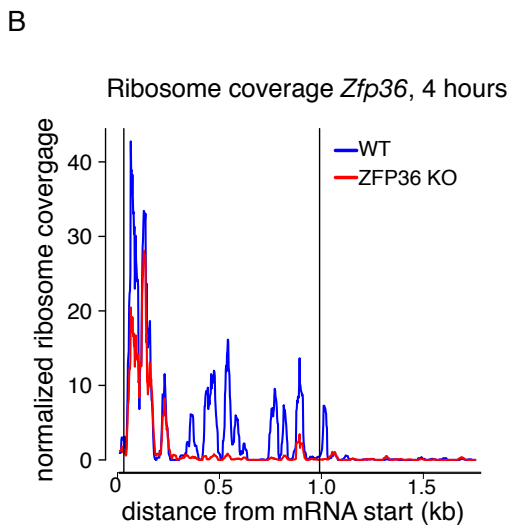 B
Ribosome coverage Zfp36, 4 hours
normalized ribosome covergage
40
30
20
10
0
WT
ZFP36 KO
0 0.5 1.0 1.5
distance from mRNA start (kb)